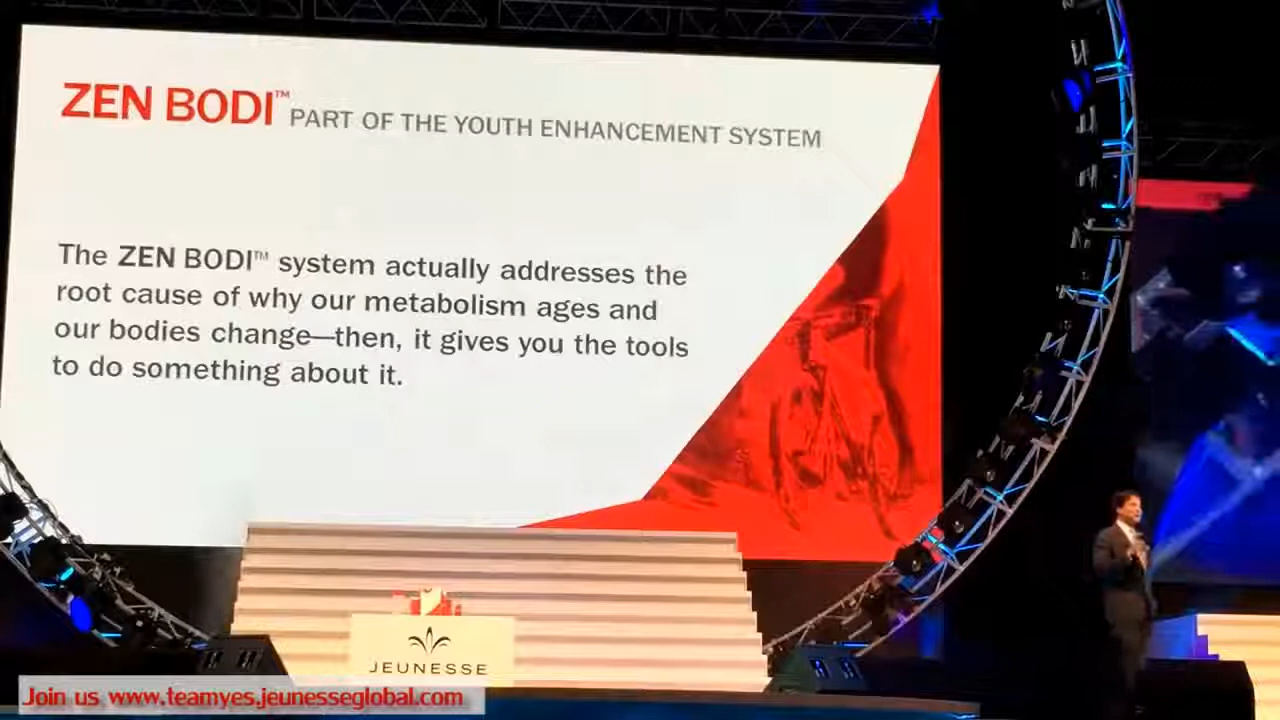 ZEN BODI™ PART OF THE YOUTH ENHANCEMENT SYSTEM
The ZEN BODI™ system actually addresses the
root cause of why our metabolism ages and
our bodies change—then, it gives you the tools
to do something about it.
JEUNESSE
Join us www.teamyes.jeunesseglobal.com